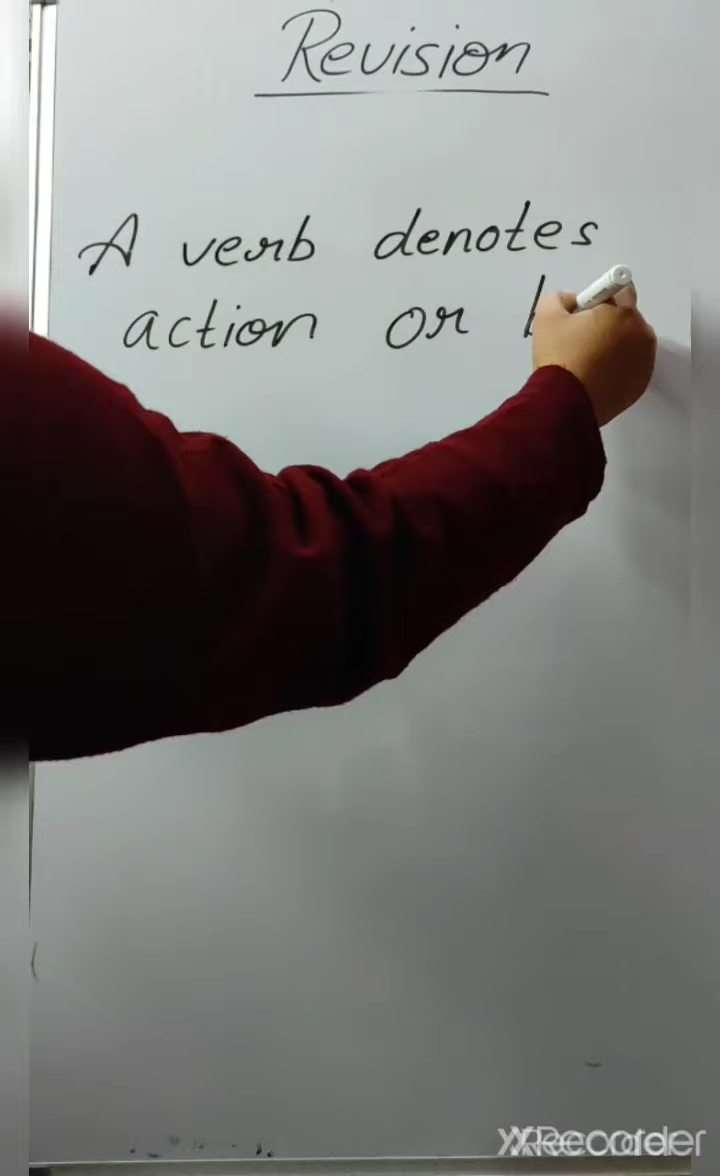 Revision
A verb denotes
action or b
XRecorder